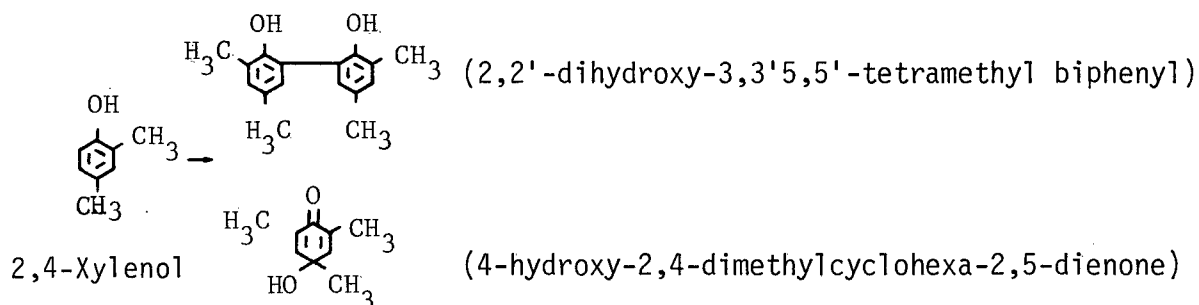 OH OH
H3C CH3 (2,2'-dihydroxy-3,3'5,5'-tetramethyl biphenyl)
OH
CH3 H3C CH3
CH3
O
H3C CH3
2,4-Xylenol (4-hydroxy-2,4-dimethylcyclohexa-2,5-dienone)
HO CH3